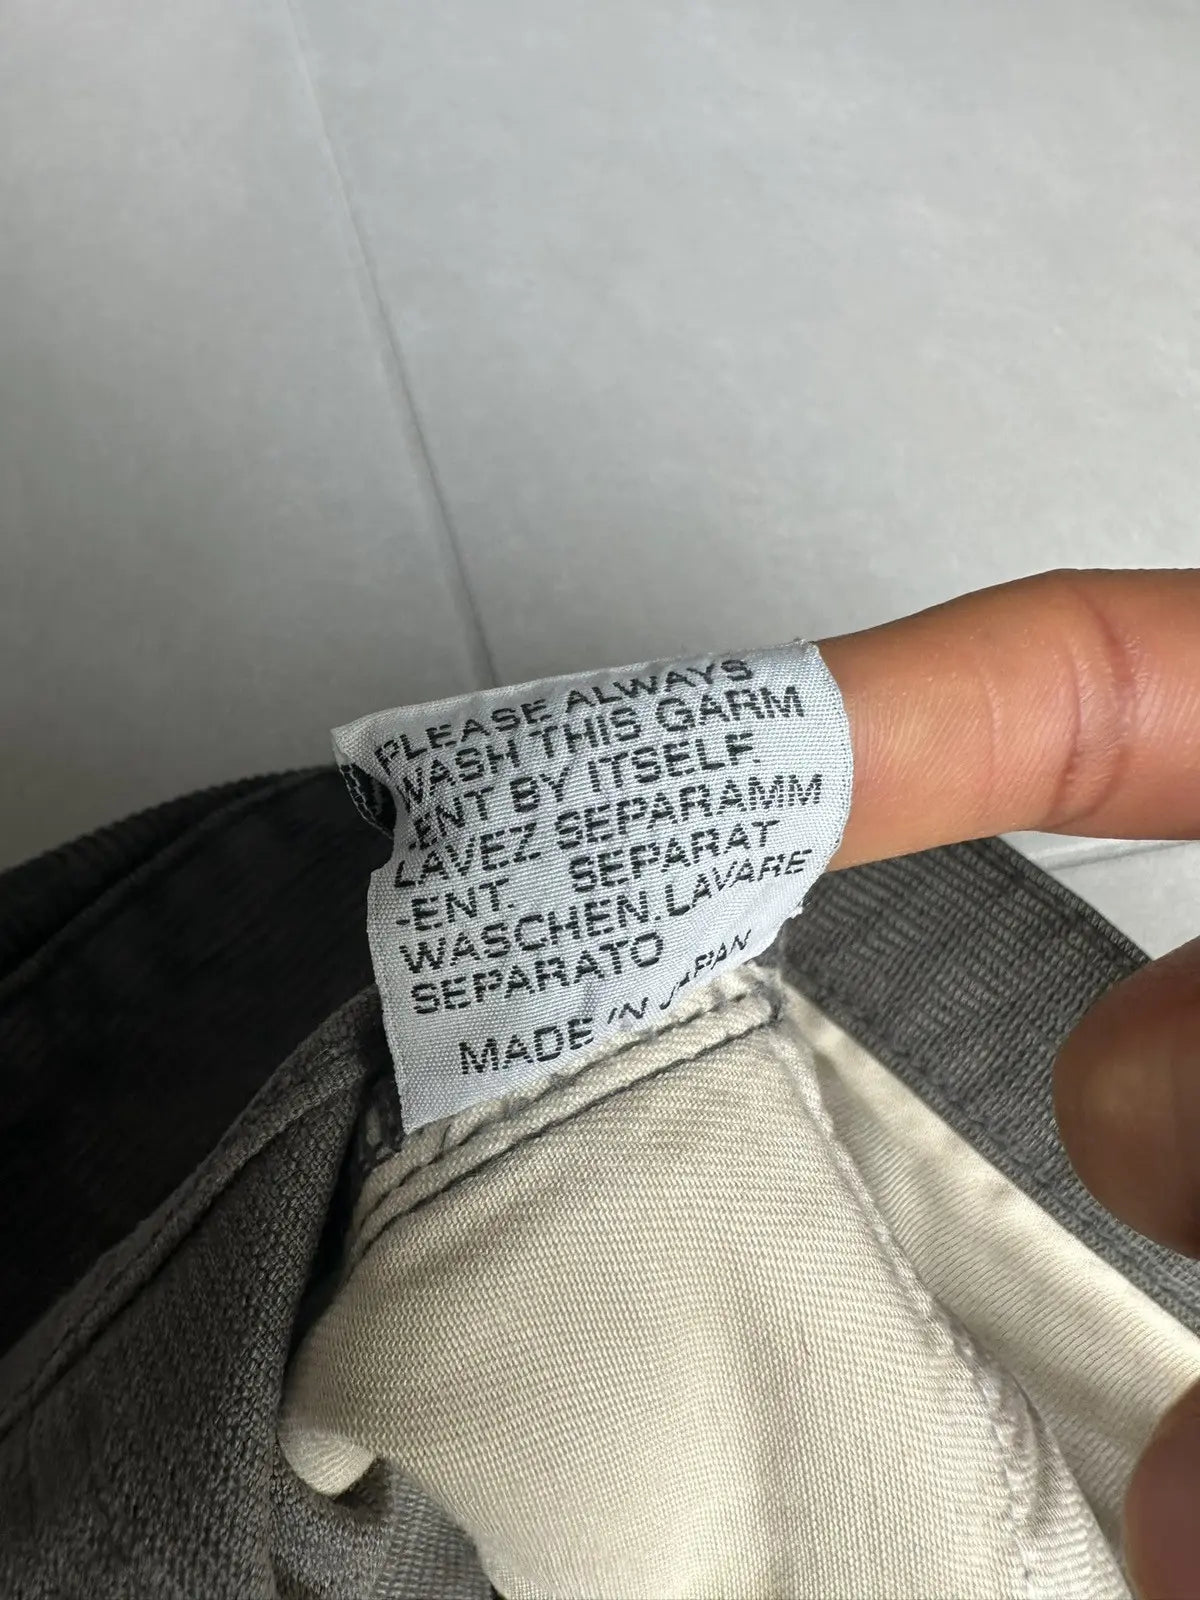 PLEASE ALWAYS
WASH THIS GARM
-ENT BY ITSELF.
LAVEZ SEPARAMM
-ENT. SEPARAT
WASCHEN. LAVARE
SEPARATO
MADE IN JAPAN